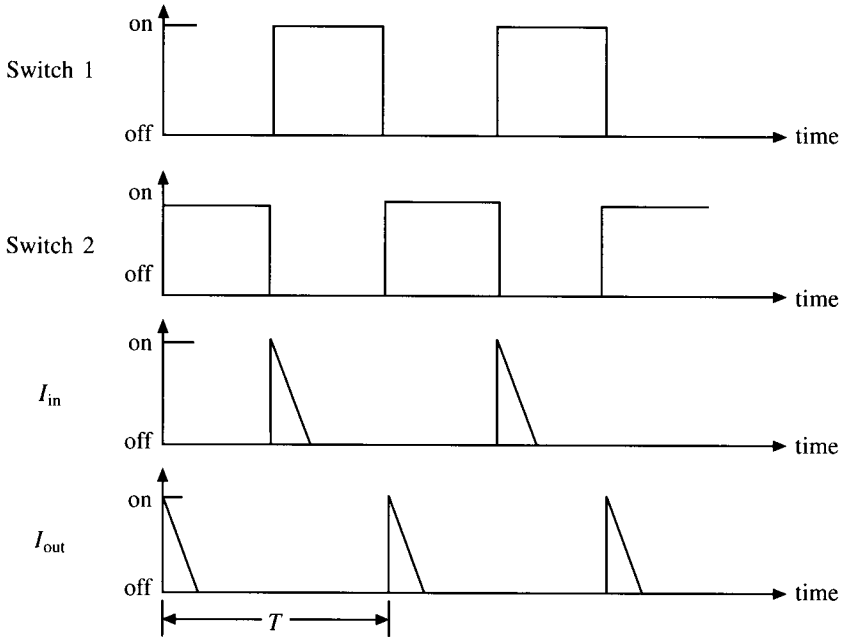 on
Switch 1
off
time
on
Switch 2
off
time
on
I_in
off
time
on
I_out
off
time
T